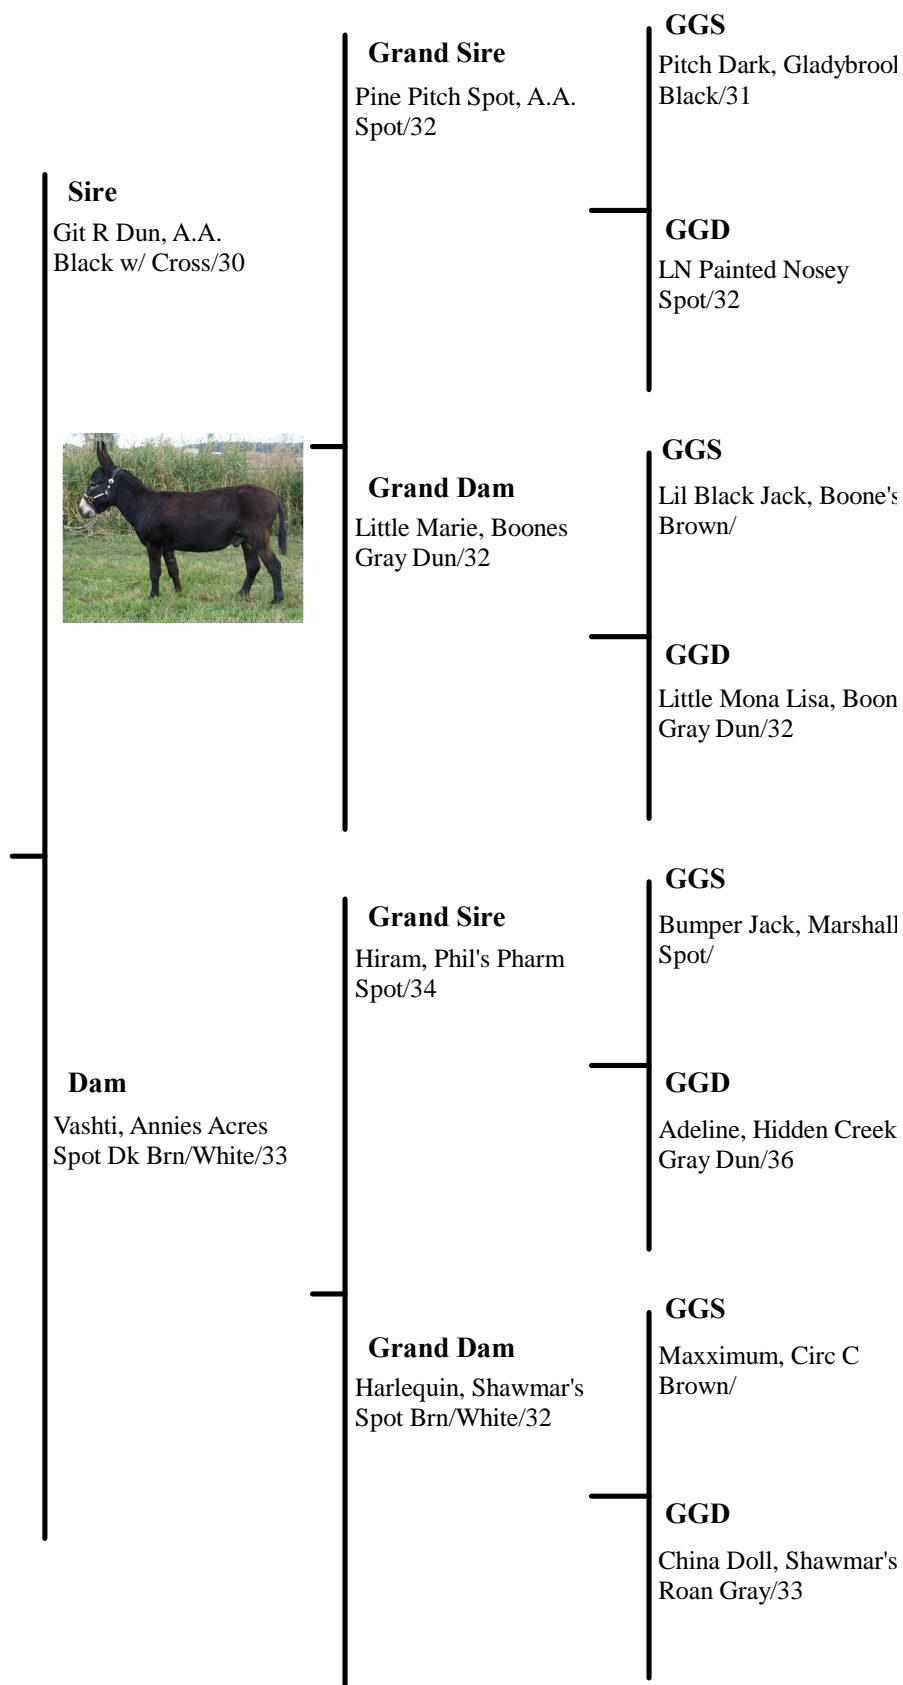 Sire
Git R Dun, A.A.
Black w/ Cross/30
Dam
Vashti, Annies Acres
Spot Dk Brn/White/33
Grand Sire
Pine Pitch Spot, A.A.
Spot/32
Grand Dam
Little Marie, Boones
Gray Dun/32
Grand Sire
Hiram, Phil's Pharm
Spot/34
Grand Dam
Harlequin, Shawmar's
Spot Brn/White/32
GGS
Pitch Dark,
Black/31
GGD
LN Painted Nosey
Spot/32
GGS
Lil Black Jack, Boone's
Brown/
GGD
Little Mona Lisa,
Gray Dun/32
GGS
Bumper Jack, Marshall
Spot/
GGD
Adeline, Hidden Creek
Gray Dun/36
GGS
Maxximum, Circ C
Brown/
GGD
China Doll, Shawmar's
Roan Gray/33